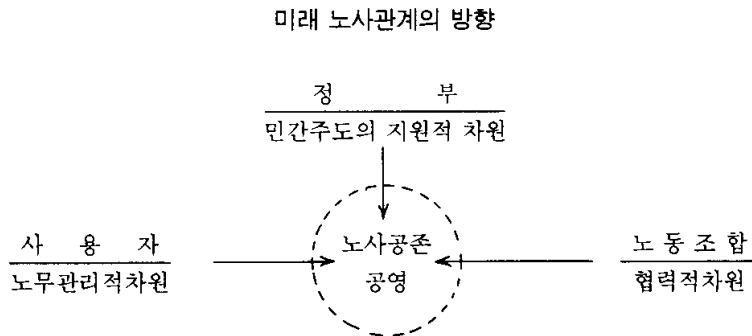 미래 노사관계의 방향
정 부
민간주도의 지원적 차원
사 용 자
노무관리적차원
노사공존
공영
노 동 조 합
협력적차원